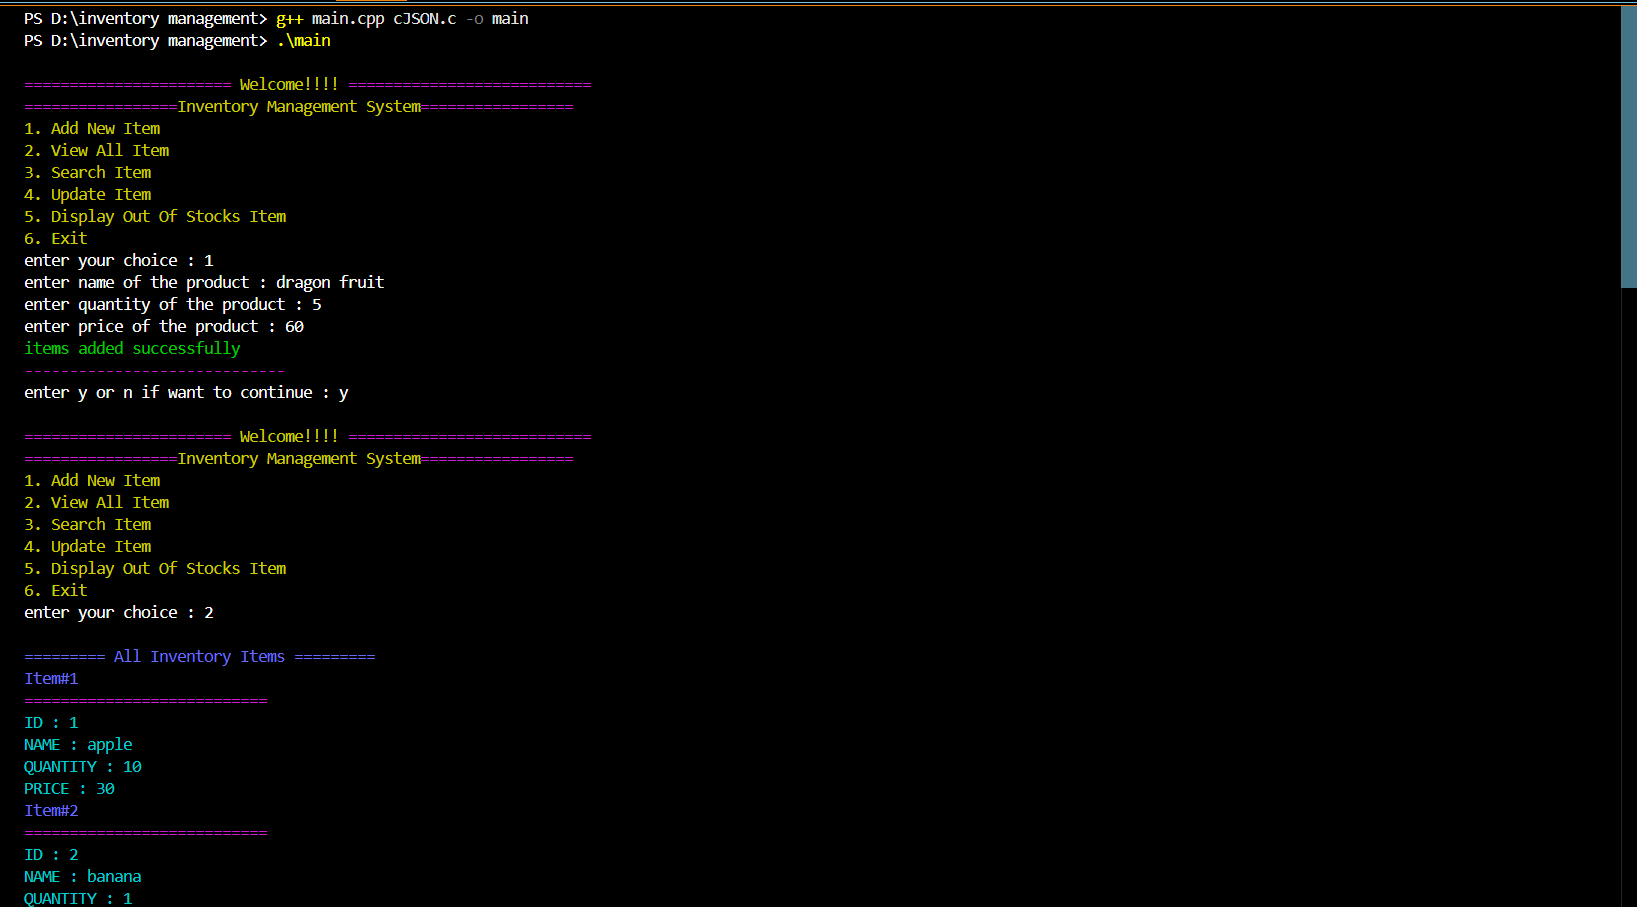 PS D:\inventory management> g++ main.cpp cJSON.c -o main
PS D:\inventory management> .\main
======================= Welcome!!!! ===========================
=================Inventory Management System=================
1. Add New Item
2. View All Item
3. Search Item
4. Update Item
5. Display Out Of Stocks Item
6. Exit
enter your choice : 1
enter name of the product : dragon fruit
enter quantity of the product : 5
enter price of the product : 60
items added successfully
-----------------------------
enter y or n if want to continue : y
======================= Welcome!!!! ===========================
=================Inventory Management System=================
1. Add New Item
2. View All Item
3. Search Item
4. Update Item
5. Display Out Of Stocks Item
6. Exit
enter your choice : 2
========= All Inventory Items =========
Item#1
===========================
ID : 1
NAME : apple
QUANTITY : 10
PRICE : 30
Item#2
===========================
ID : 2
NAME : banana
QUANTITY : 1